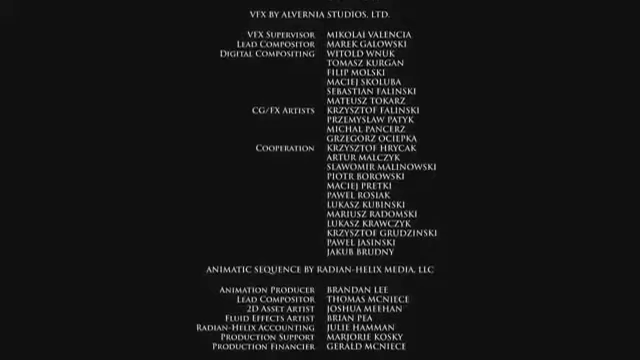 VFX BY ALVERNIA STUDIOS, LTD.
VFX SUPERVISOR MIKOLAI VALENCIA
LEAD COMPOSITOR MAREK GALOWSKI
DIGITAL COMPOSITING WITOLD WNUK
TOMASZ KURGAN
FILIP MOLSKI
MACIEJ SKOLUBA
SEBASTIAN FALINSKI
MATEUSZ TOKARZ
CG/FX ARTISTS KRZYSZTOF FALINSKI
PRZEMYSLAW PATYK
MICHAL PANCERZ
GRZEGORZ OCIEPKA
COOPERATION KRZYSZTOF HRYCAK
ARTUR MALCZYK
SLAWOMIR MALINOWSKI
PIOTR BOROWSKI
MACIEJ PRETKI
PAWEL ROSIAK
LUKASZ KUBINSKI
MARIUSZ RADOMSKI
LUKASZ KRAWCZYK
KRZYSZTOF GRUDZINSKI
PAWEL JASINSKI
JAKUB BRUDNY
ANIMATIC SEQUENCE BY RADIAN-HELIX MEDIA, LLC
ANIMATION PRODUCER BRANDAN LEE
LEAD COMPOSITOR THOMAS MCNIECE
2D ASSET ARTIST JOSHUA MEEHAN
FLUID EFFECTS ARTIST BRIAN PEA
RADIAN-HELIX ACCOUNTING JULIE HAMMAN
PRODUCTION SUPPORT MARJORIE KOSKY
PRODUCTION FINANCIER GERALD MCNIECE